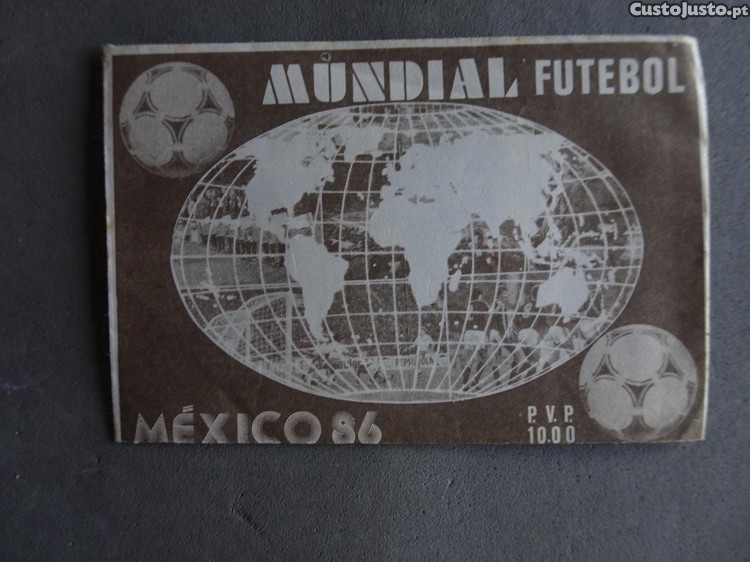 CustoJusto.pt
MÚNDIAL FUTEBOL
MÉXICO 86
P. V. P.
10.00